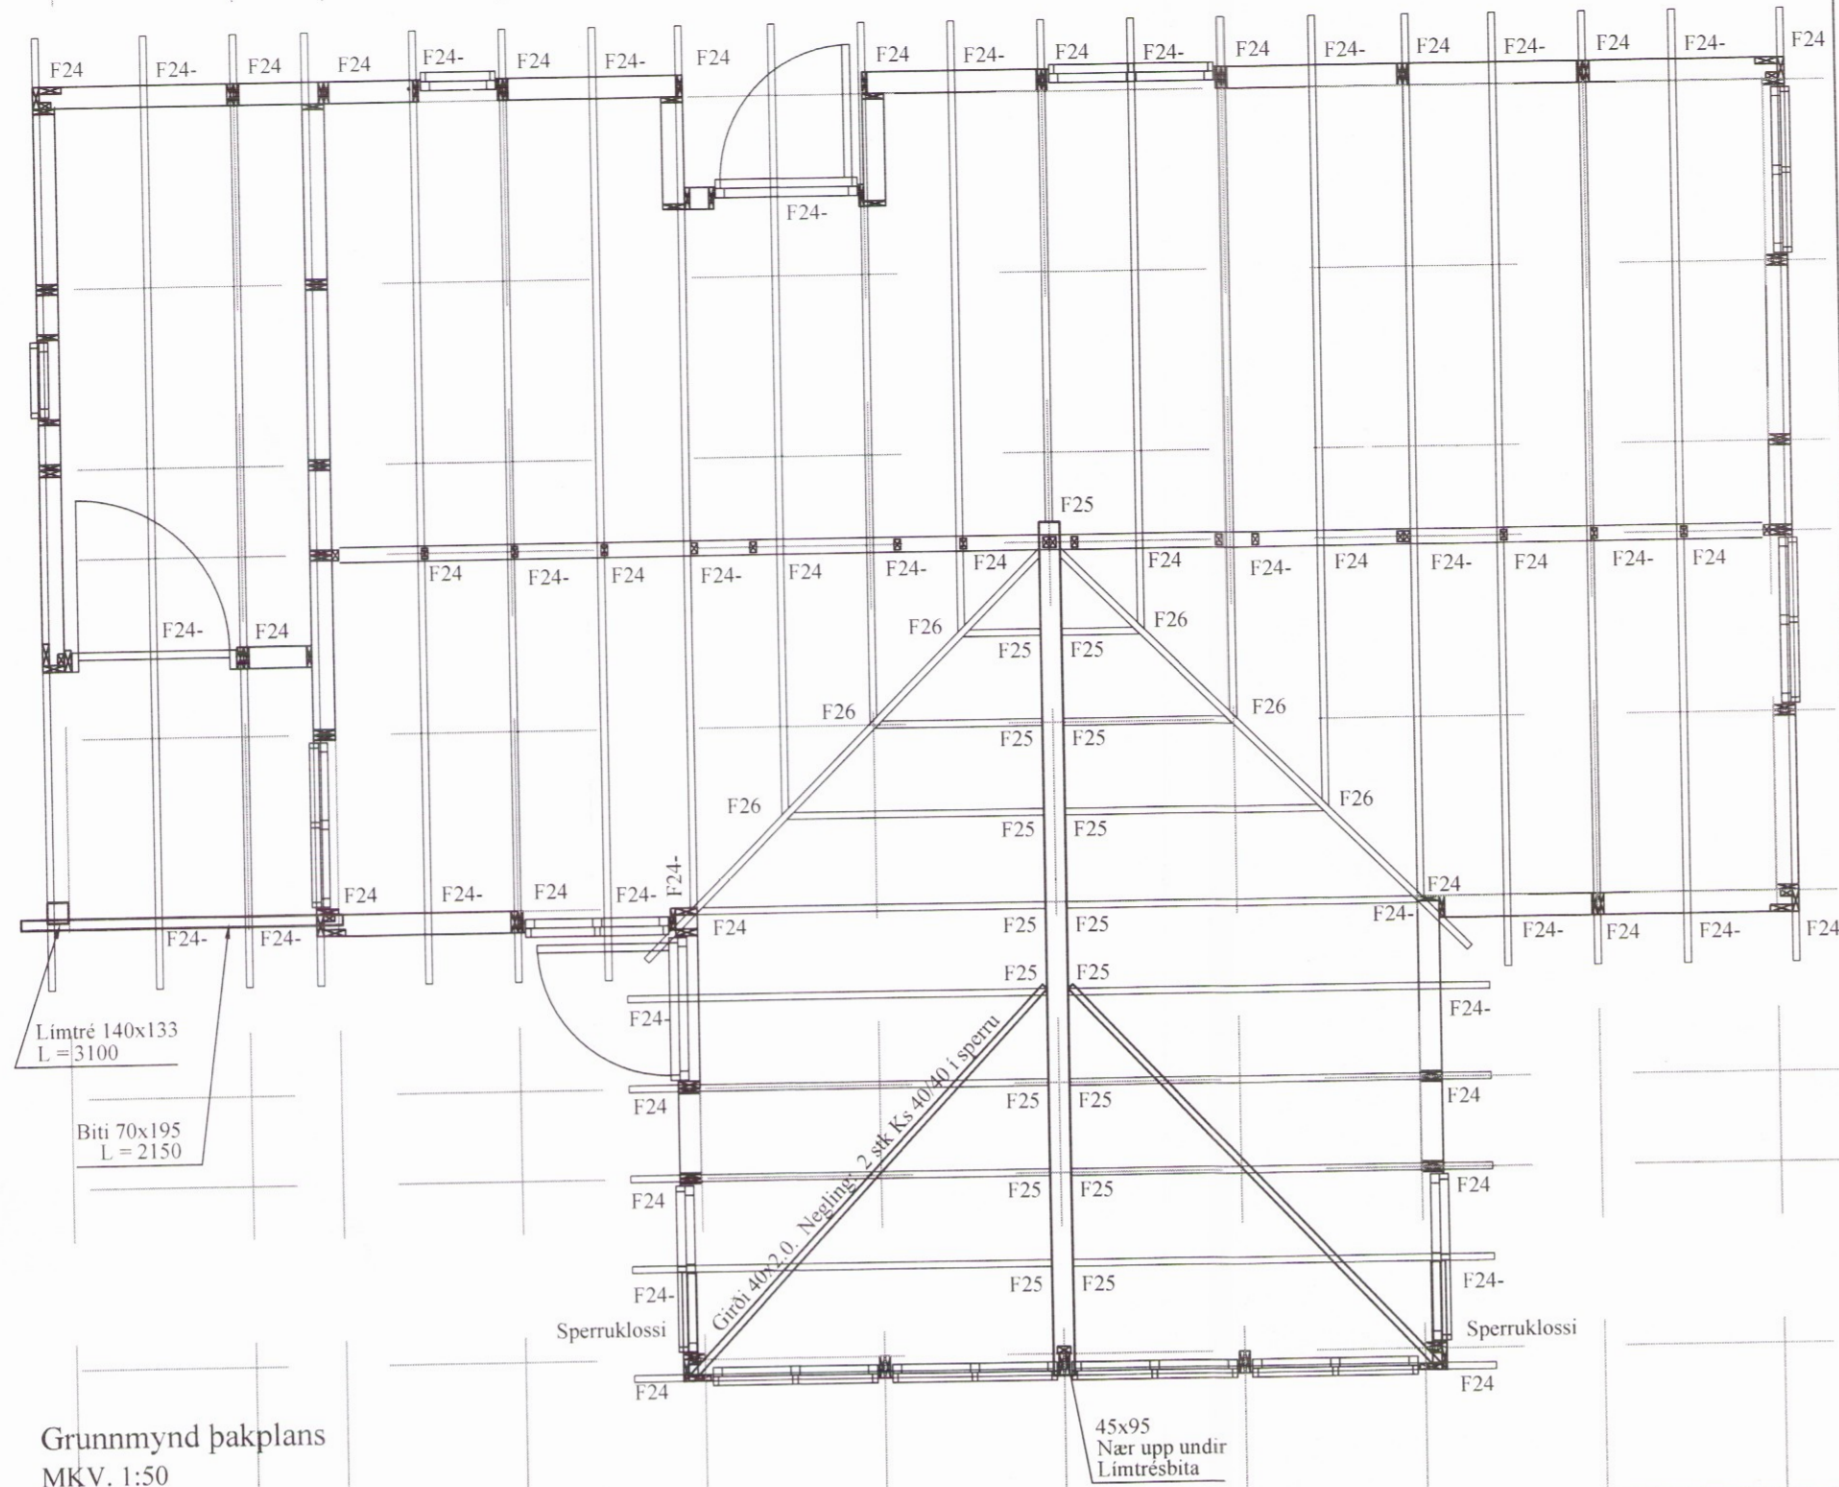 F24 F24- F24 F24 F24- F24 F24- F24 F24 F24- F24 F24- F24 F24- F24 F24- F24 F24- F24
F24-
F25
F24 F24- F24 F24- F24 F24- F24 F24 F24- F24 F24- F24 F24- F24
F24- F24
F26 F26
F25 F25
F26 F26
F25 F25
F26 F26
F25 F25
F24 F24- F24 F24- F24- F24
F24- F24- F24 F25 F25 F24- F24- F24 F24- F24
F25 F25
F24- F24-
Límtré 140x133
L = 3100
F24 F25 F25 F24
Biti 70x195
L = 2150
Girði 40x2.0. Negling: 2 stk Ks 40/40 í sperru
F24 F25 F25 F24
F24- F25 F25 F24-
Sperruklossi Sperruklossi
F24 F24
45x95
Nær upp undir
Límtrésbita
Grunnmynd þakplans
MKV. 1:50